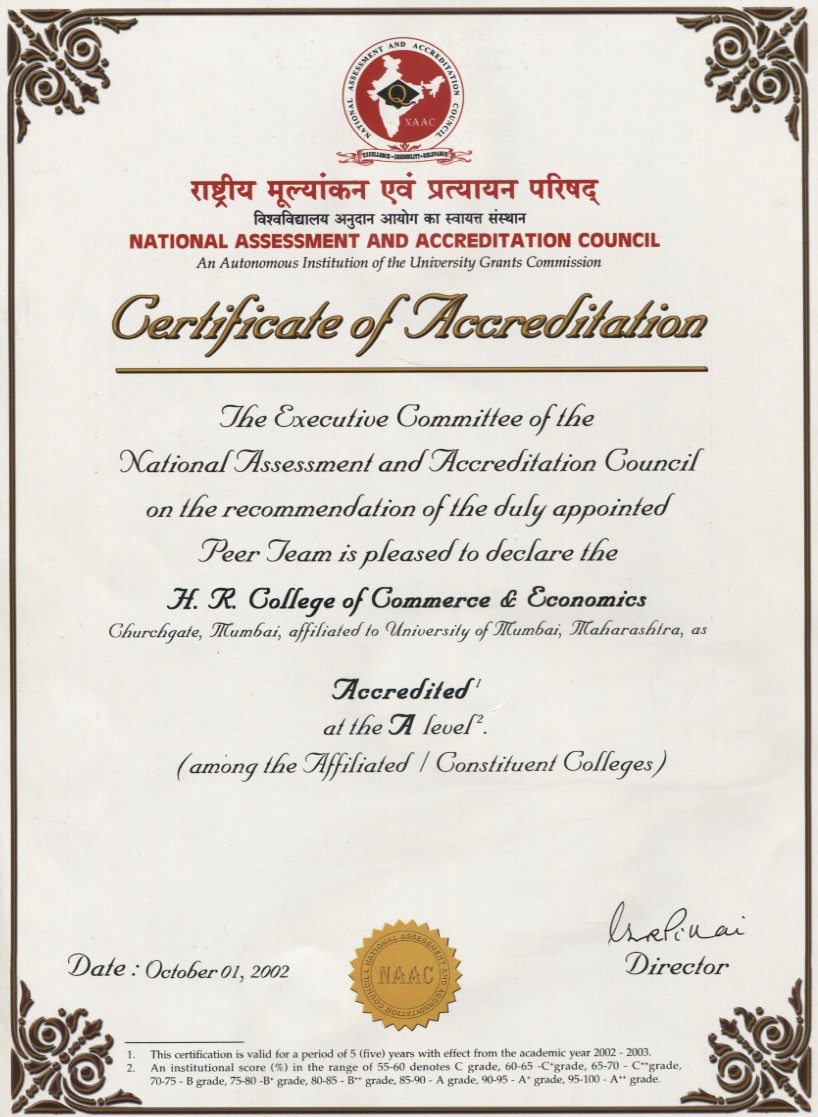 NATIONAL ASSESSMENT AND ACCREDITATION COUNCIL
Q
NAAC
EXCELLENCE • CREDIBILITY • RELEVANCE
राष्ट्रीय मूल्यांकन एवं प्रत्यायन परिषद्
विश्वविद्यालय अनुदान आयोग का स्वायत्त संस्थान
NATIONAL ASSESSMENT AND ACCREDITATION COUNCIL
An Autonomous Institution of the University Grants Commission
Certificate of Accreditation
The Executive Committee of the
National Assessment and Accreditation Council
on the recommendation of the duly appointed
Peer Team is pleased to declare the
H. R. College of Commerce & Economics
Churchgate, Mumbai, affiliated to University of Mumbai, Maharashtra, as
Accredited¹
at the A level².
(among the Affiliated / Constituent Colleges)
Date : October 01, 2002
NATIONAL ASSESSMENT AND ACCREDITATION COUNCIL
NAAC
Director
1. This certification is valid for a period of 5 (five) years with effect from the academic year 2002 - 2003.
2. An institutional score (%) in the range of 55-60 denotes C grade, 60-65 -C⁺grade, 65-70 - C⁺⁺grade,
70-75 - B grade, 75-80 -B⁺ grade, 80-85 - B⁺⁺ grade, 85-90 - A grade, 90-95 - A⁺ grade, 95-100 - A⁺⁺ grade.